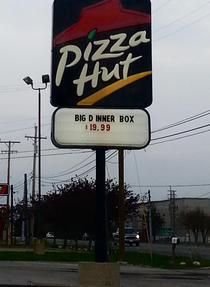 Pizza
Hut
BIG D INNER BOX
$19.99